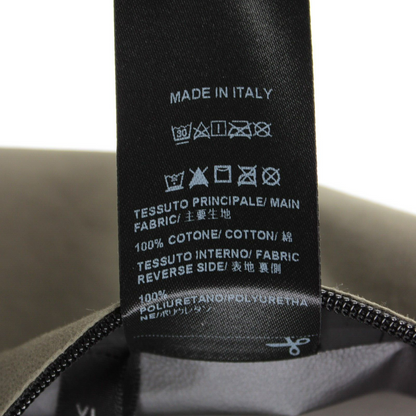 MADE IN ITALY
30
TESSUTO PRINCIPALE/ MAIN
FABRIC/ 主要生地
100% COTONE/ COTTON/ 綿
TESSUTO INTERNO/ FABRIC
REVERSE SIDE/ 表地裏側
100%
POLIURETANO/POLYURETHA
NE/ポリウレタン